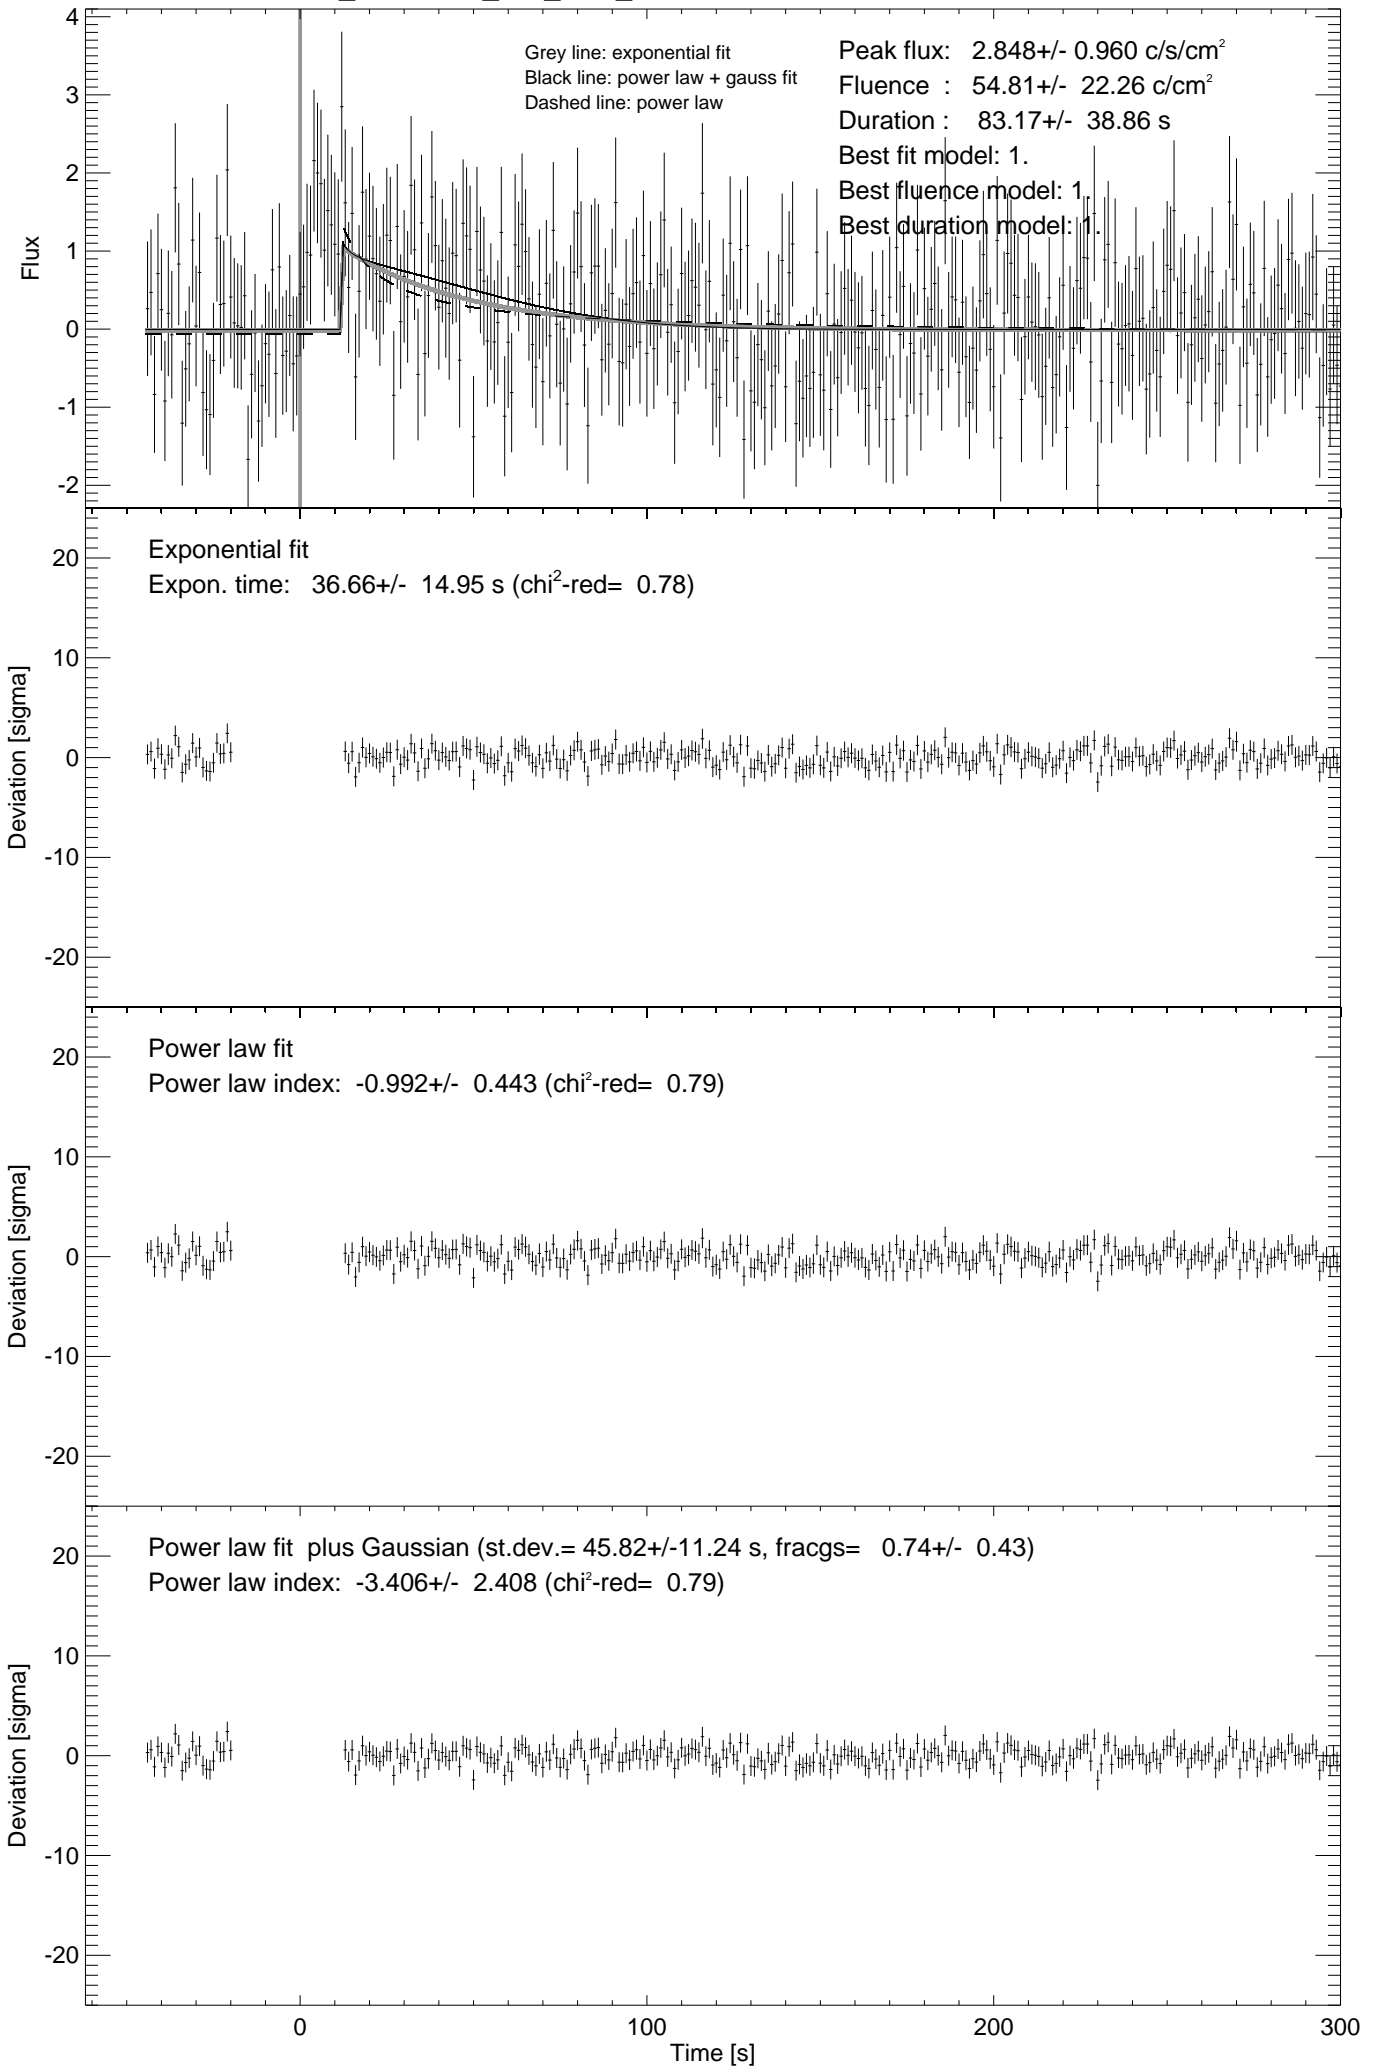 4
3
2
1
0
-1
-2
Flux
Grey line: exponential fit
Black line: power law + gauss fit
Dashed line: power law
Peak flux: 2.848+/- 0.960 c/s/cm²
Fluence : 54.81+/- 22.26 c/cm²
Duration : 83.17+/- 38.86 s
Best fit model: 1.
Best fluence model: 1.
Best duration model: 1.
20
10
0
-10
-20
Deviation [sigma]
Exponential fit
Expon. time: 36.66+/- 14.95 s (chi²-red= 0.78)
20
10
0
-10
-20
Deviation [sigma]
Power law fit
Power law index: -0.992+/- 0.443 (chi²-red= 0.79)
20
10
0
-10
-20
Deviation [sigma]
Power law fit plus Gaussian (st.dev.= 45.82+/-11.24 s, fracgs= 0.74+/- 0.43)
Power law index: -3.406+/- 2.408 (chi²-red= 0.79)
0
100
200
300
Time [s]